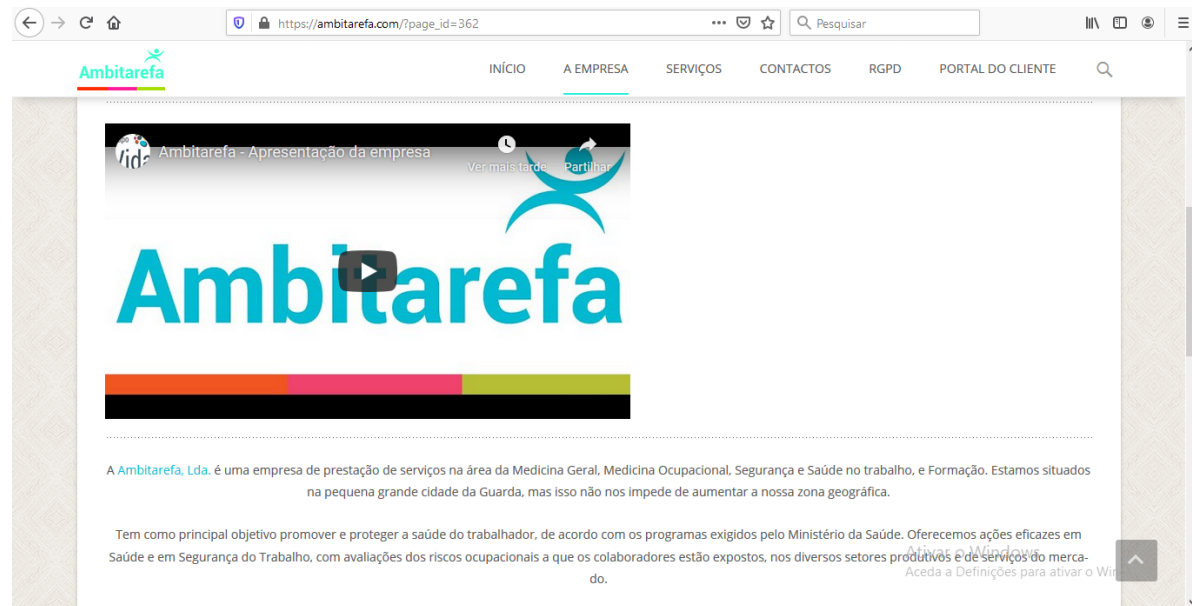 https://ambitarefa.com/?page_id=362
Pesquisar
Ambitarefa
INÍCIO A EMPRESA SERVIÇOS CONTACTOS RGPD PORTAL DO CLIENTE
Ambitarefa - Apresentação da empresa
Ver mais tarde Partilhar
Ambitarefa
A Ambitarefa, Lda. é uma empresa de prestação de serviços na área da Medicina Geral, Medicina Ocupacional, Segurança e Saúde no trabalho, e Formação. Estamos situados
na pequena grande cidade da Guarda, mas isso não nos impede de aumentar a nossa zona geográfica.
Tem como principal objetivo promover e proteger a saúde do trabalhador, de acordo com os programas exigidos pelo Ministério da Saúde. Oferecemos ações eficazes em
Saúde e em Segurança do Trabalho, com avaliações dos riscos ocupacionais a que os colaboradores estão expostos, nos diversos setores produtivos e de serviços do merca-
do.
Ativar o Windows
Aceda a Definições para ativar o